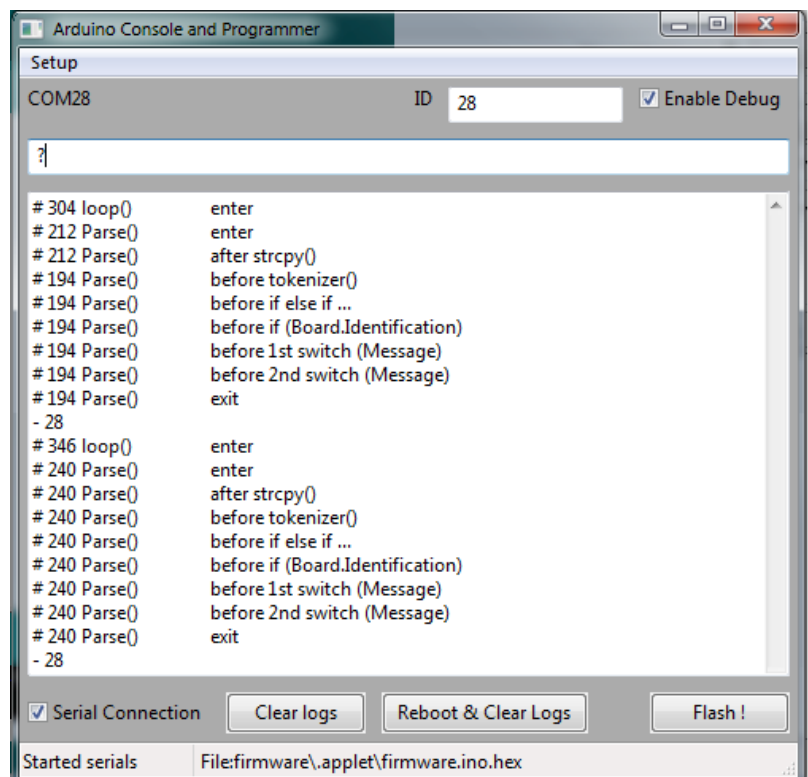 Arduino Console and Programmer
Setup
COM28 ID 28 Enable Debug
?
# 304 loop() enter
# 212 Parse() enter
# 212 Parse() after strcpy()
# 194 Parse() before tokenizer()
# 194 Parse() before if else if ...
# 194 Parse() before if (Board.Identification)
# 194 Parse() before 1st switch (Message)
# 194 Parse() before 2nd switch (Message)
# 194 Parse() exit
- 28
# 346 loop() enter
# 240 Parse() enter
# 240 Parse() after strcpy()
# 240 Parse() before tokenizer()
# 240 Parse() before if else if ...
# 240 Parse() before if (Board.Identification)
# 240 Parse() before 1st switch (Message)
# 240 Parse() before 2nd switch (Message)
# 240 Parse() exit
- 28
Serial Connection Clear logs Reboot & Clear Logs Flash !
Started serials File:firmware\.applet\firmware.ino.hex